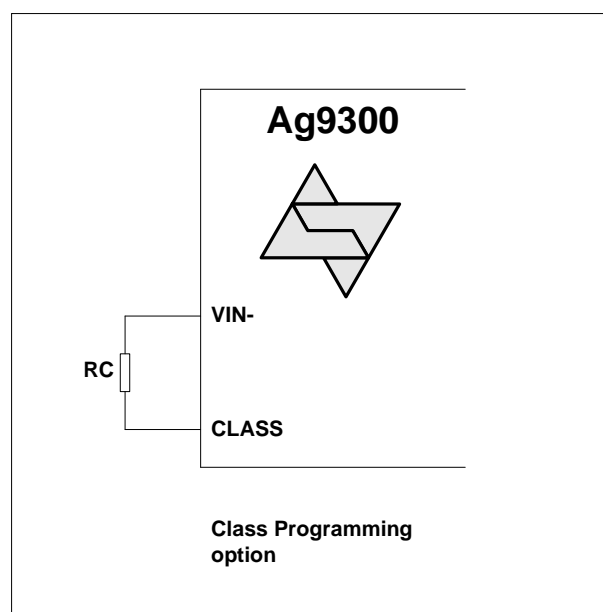 Ag9300
VIN-
RC
CLASS
Class Programming
option